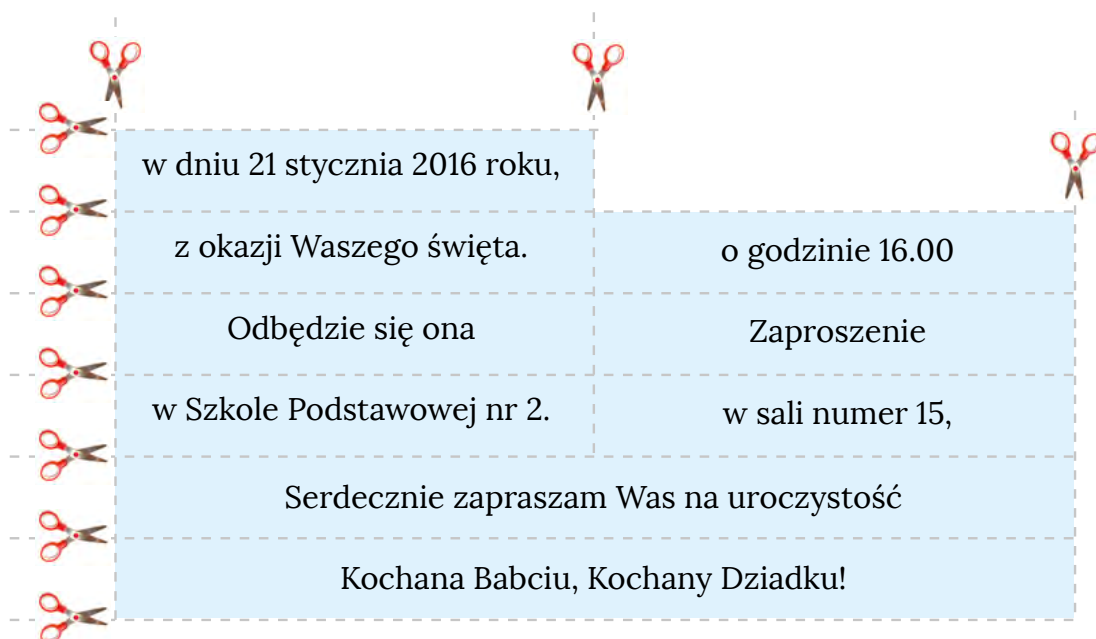 w dniu 21 stycznia 2016 roku,
z okazji Waszego święta.
o godzinie 16.00
Odbędzie się ona
Zaproszenie
w Szkole Podstawowej nr 2.
w sali numer 15,
Serdecznie zapraszam Was na uroczystość
Kochana Babciu, Kochany Dziadku!